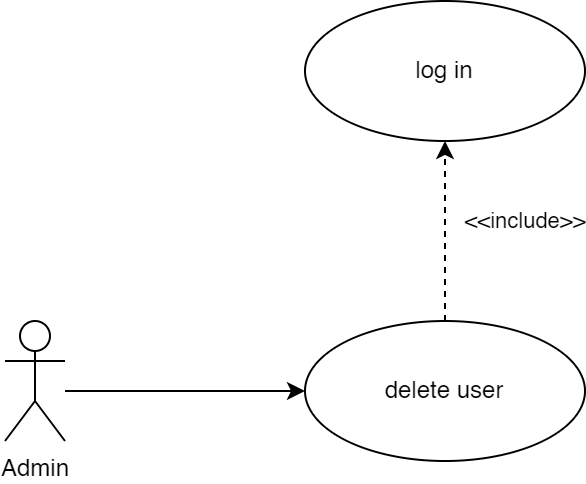 log in
<<include>>
delete user
Admin